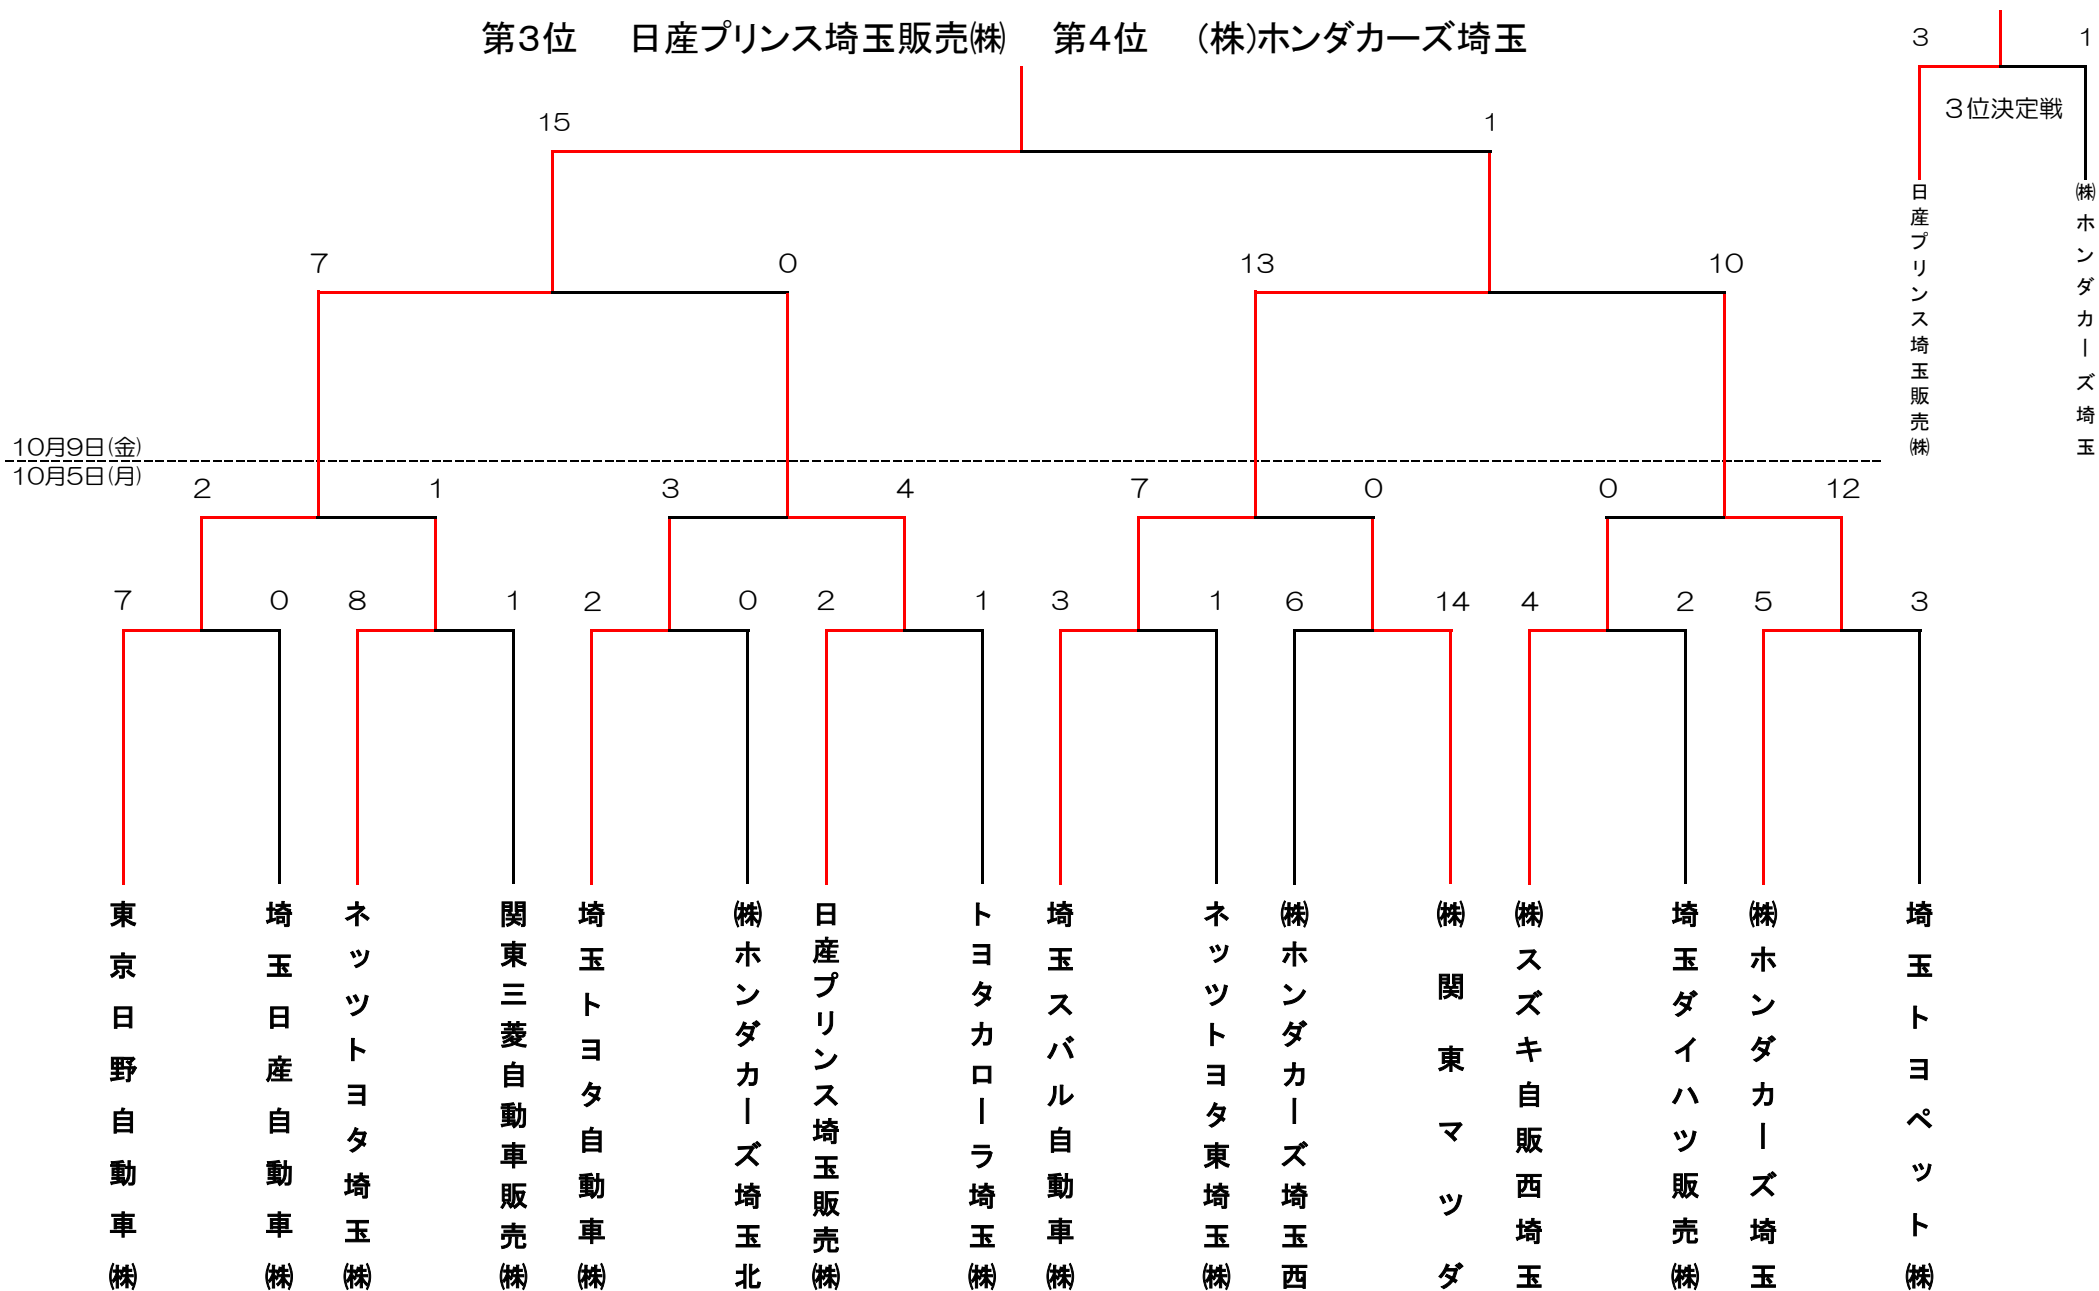 第3位　日産プリンス埼玉販売㈱　第4位　(株)ホンダカーズ埼玉
3 1
3位決定戦
日産プリンス埼玉販売㈱
㈱ホンダカーズ埼玉
15 1
7 0 13 10
10月9日(金)
10月5日(月)
2 1 3 4 7 0 0 12
7 0 8 1 2 0 2 1 3 1 6 14 4 2 5 3
東京日野自動車㈱
埼玉日産自動車㈱
ネッツトヨタ埼玉㈱
関東三菱自動車販売㈱
埼玉トヨタ自動車㈱
㈱ホンダカーズ埼玉北
日産プリンス埼玉販売㈱
トヨタカローラ埼玉㈱
埼玉スバル自動車㈱
ネッツトヨタ東埼玉㈱
㈱ホンダカーズ埼玉西
㈱関東マツダ
㈱スズキ自販西埼玉
埼玉ダイハツ販売㈱
㈱ホンダカーズ埼玉
埼玉トヨペット㈱